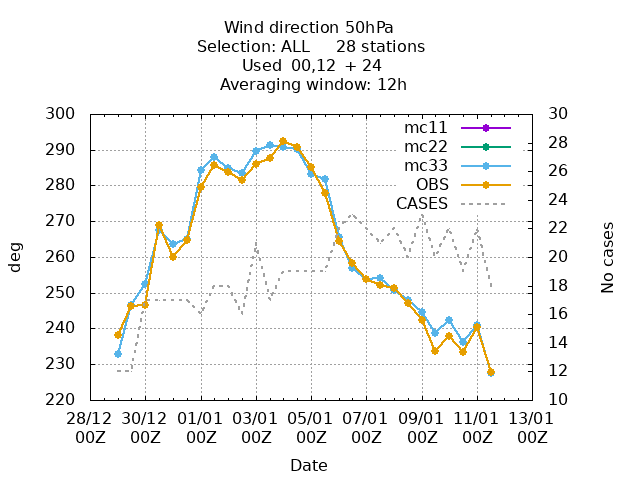 Wind direction 50hPa
Selection: ALL 28 stations
Used 00,12 + 24
Averaging window: 12h
300
290
280
270
260
250
240
230
220
deg
30
28
26
24
22
20
18
16
14
12
10
No cases
mc11
mc22
mc33
OBS
CASES
28/12 30/12 01/01 03/01 05/01 07/01 09/01 11/01 13/01
00Z 00Z 00Z 00Z 00Z 00Z 00Z 00Z 00Z
Date